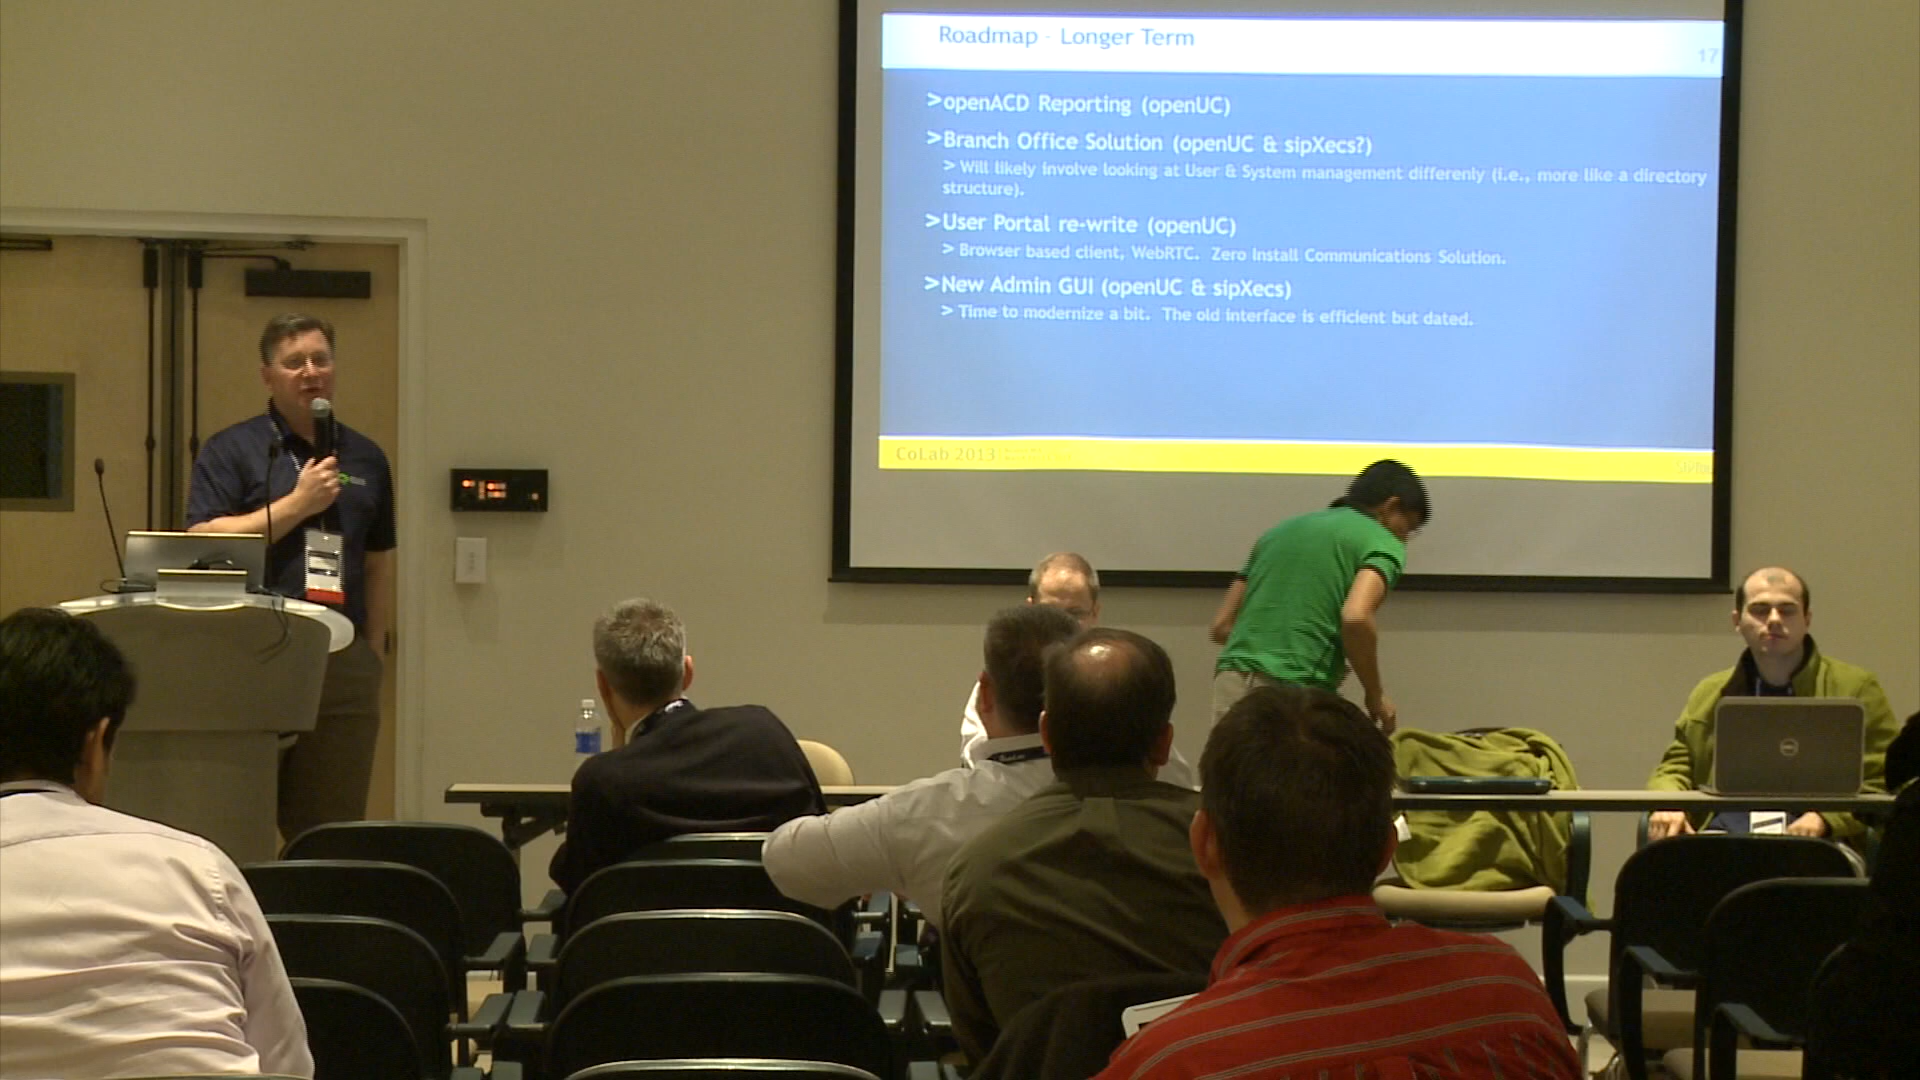 Roadmap - Longer Term
17
>openACD Reporting (openUC)
>Branch Office Solution (openUC & sipXecs?)
> Will likely involve looking at User & System management differenly (i.e., more like a directory
structure).
>User Portal re-write (openUC)
> Browser based client, WebRTC. Zero Install Communications Solution.
>New Admin GUI (openUC & sipXecs)
> Time to modernize a bit. The old interface is efficient but dated.
CoLab 2013
DELL